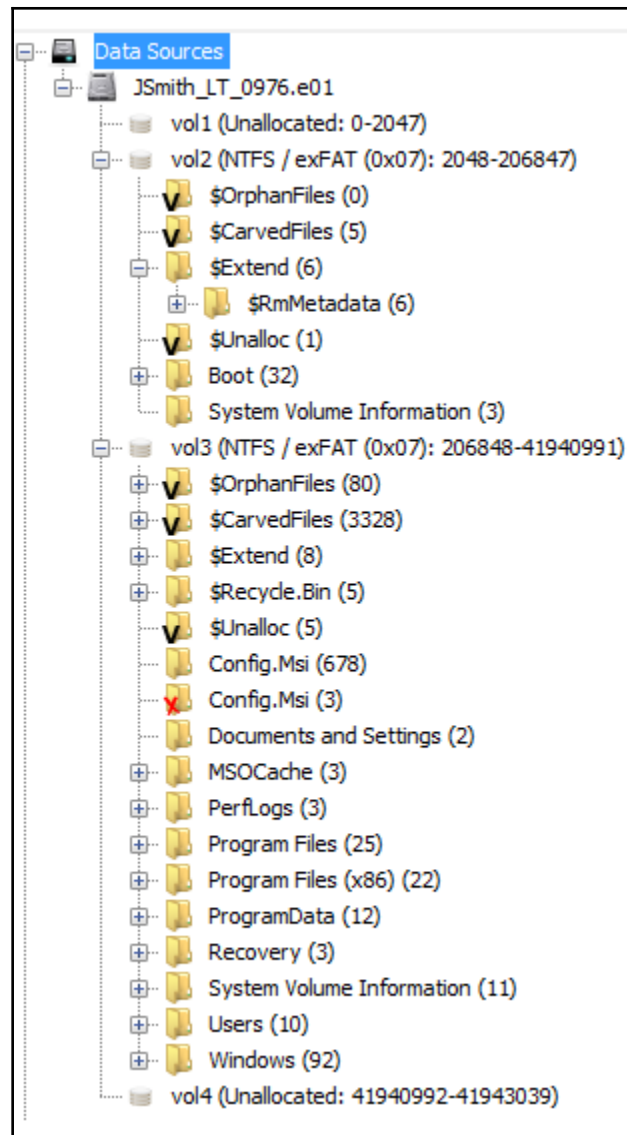 Data Sources
JSmith_LT_0976.e01
vol1 (Unallocated: 0-2047)
vol2 (NTFS / exFAT (0x07): 2048-206847)
$OrphanFiles (0)
$CarvedFiles (5)
$Extend (6)
$RmMetadata (6)
$Unalloc (1)
Boot (32)
System Volume Information (3)
vol3 (NTFS / exFAT (0x07): 206848-41940991)
$OrphanFiles (80)
$CarvedFiles (3328)
$Extend (8)
$Recycle.Bin (5)
$Unalloc (5)
Config.Msi (678)
Config.Msi (3)
Documents and Settings (2)
MSOCache (3)
PerfLogs (3)
Program Files (25)
Program Files (x86) (22)
ProgramData (12)
Recovery (3)
System Volume Information (11)
Users (10)
Windows (92)
vol4 (Unallocated: 41940992-41943039)